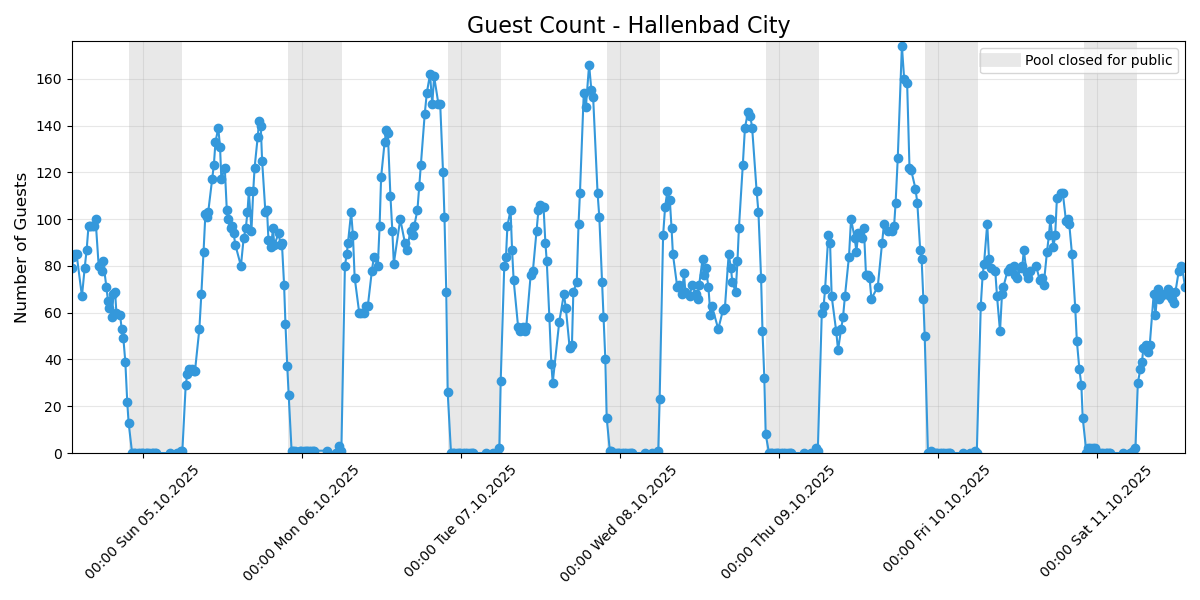 Guest Count - Hallenbad City
Pool closed for public
Number of Guests
160
140
120
100
80
60
40
20
0
00:00 Sun 05.10.2025
00:00 Mon 06.10.2025
00:00 Tue 07.10.2025
00:00 Wed 08.10.2025
00:00 Thu 09.10.2025
00:00 Fri 10.10.2025
00:00 Sat 11.10.2025